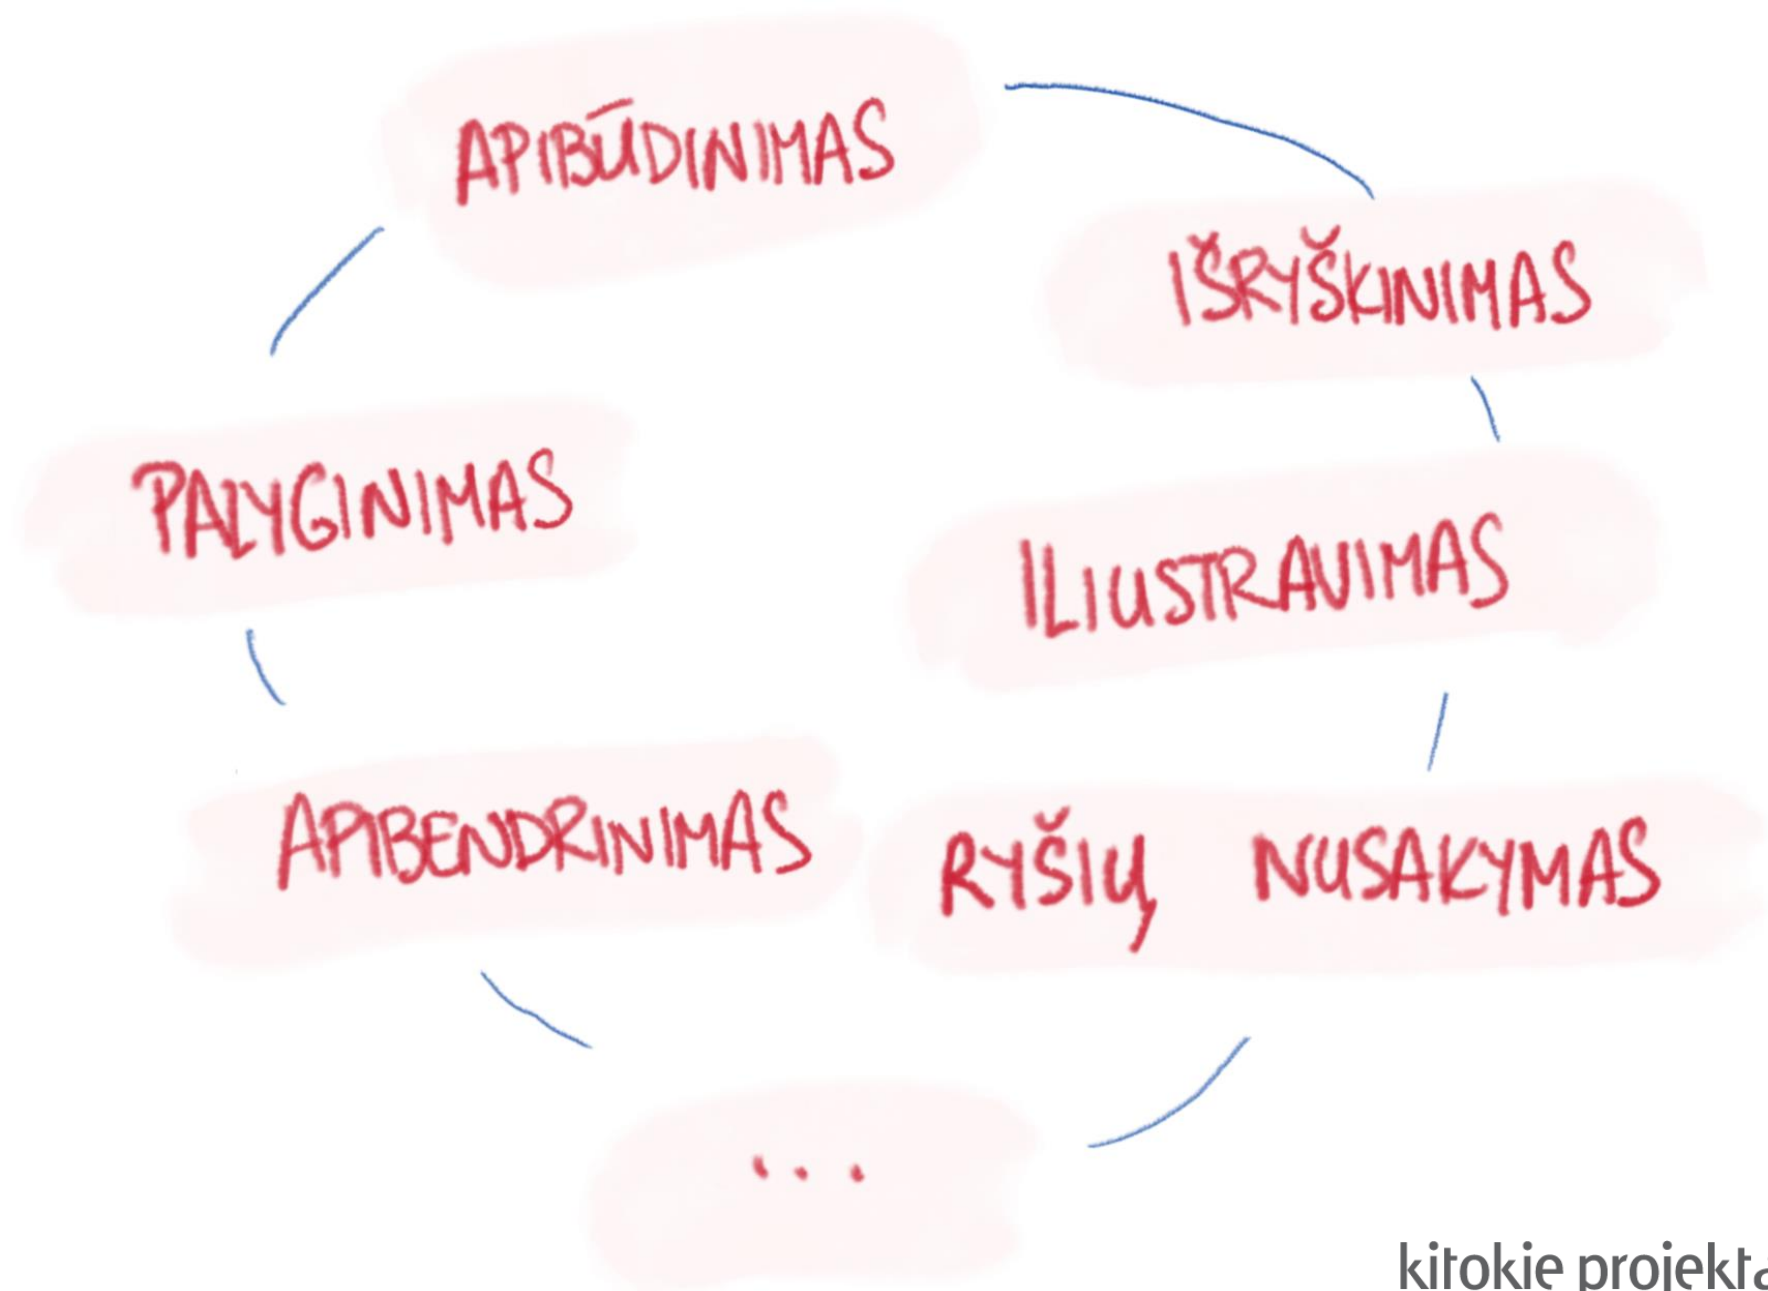 APIBŪDINIMAS
IŠRYŠKINIMAS
PALYGINIMAS
ILIUSTRAVIMAS
APIBENDRINIMAS
RYŠIŲ NUSAKYMAS
...
kitokie projekta